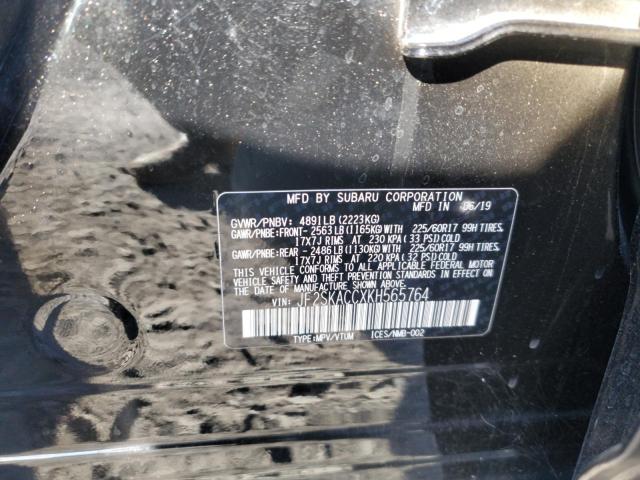 MFD BY SUBARU CORPORATION
MFD IN 06/19
GVWR/PNBV: 4891LB (2223KG)
GAWR/PNBE:FRONT- 2563LB (1165KG) WITH 225/60R17 99H TIRES,
17X7J RIMS AT 230 KPA (33 PSI) COLD
GAWR/PNBE:REAR - 2486LB (1130KG) WITH 225/60R17 99H TIRES,
17X7J RIMS AT 220 KPA (32 PSI) COLD
THIS VEHICLE CONFORMS TO ALL APPLICABLE FEDERAL MOTOR
VEHICLE SAFETY AND THEFT PREVENTION STANDARDS IN EFFECT ON
THE DATE OF MANUFACTURE SHOWN ABOVE.
VIN: JF2SKACCXKH565764
TYPE:MPV/VTUM ICES/NMB-002